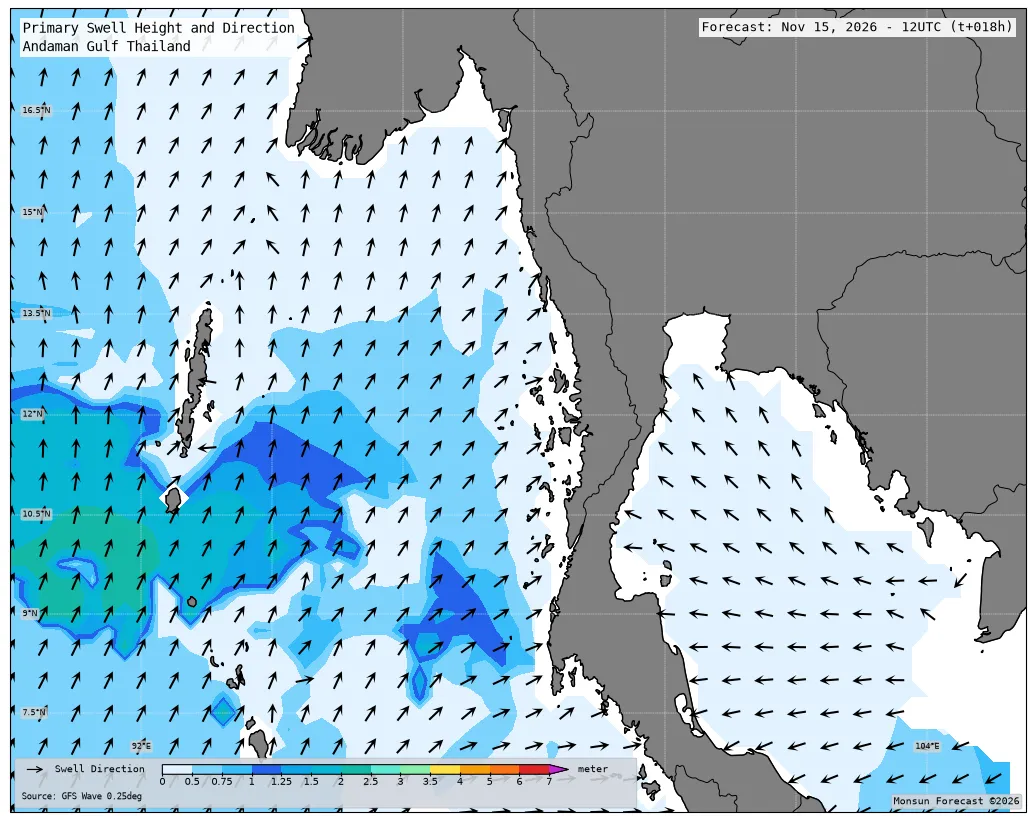 Primary Swell Height and Direction
Andaman Gulf Thailand
Forecast: Nov 15, 2026 - 12UTC (t+018h)
16.5°N
15°N
13.5°N
12°N
10.5°N
9°N
7.5°N
92°E
104°E
Swell Direction
0 0.5 0.75 1 1.25 1.5 2 2.5 3 3.5 4 5 6 7
meter
Source: GFS Wave 0.25deg
Monsun Forecast ©2026